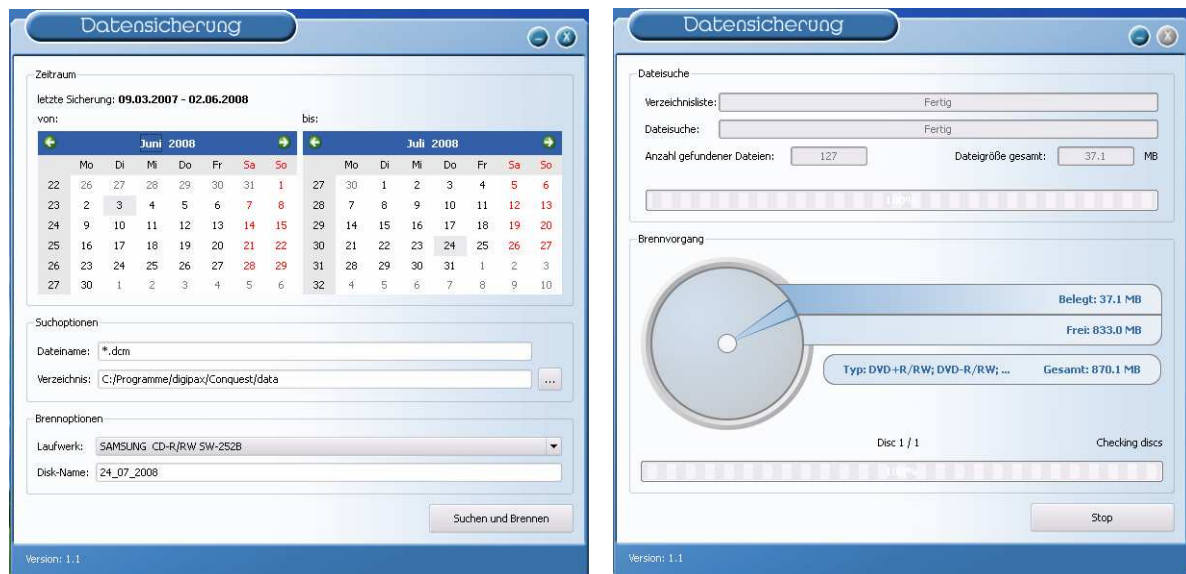 Datensicherung
Zeitraum
letzte Sicherung: 09.03.2007 - 02.06.2008
von: bis:
Juni 2008
Mo Di Mi Do Fr Sa So
22 26 27 28 29 30 31 1
23 2 3 4 5 6 7 8
24 9 10 11 12 13 14 15
25 16 17 18 19 20 21 22
26 23 24 25 26 27 28 29
27 30 1 2 3 4 5 6
Juli 2008
Mo Di Mi Do Fr Sa So
27 30 1 2 3 4 5 6
28 7 8 9 10 11 12 13
29 14 15 16 17 18 19 20
30 21 22 23 24 25 26 27
31 28 29 30 31 1 2 3
32 4 5 6 7 8 9 10
Suchoptionen
Dateiname: *.dcm
Verzeichnis: C:/Programme/digipax/Conquest/data ...
Brennoptionen
Laufwerk: SAMSUNG CD-R/RW SW-252B
Disk-Name: 24_07_2008
Suchen und Brennen
Version: 1.1
Datensicherung
Dateisuche
Verzeichnisliste: Fertig
Dateisuche: Fertig
Anzahl gefundener Dateien: 127 Dateigröße gesamt: 37.1 MB
100%
Brennvorgang
Belegt: 37.1 MB
Frei: 833.0 MB
Typ: DVD+R/RW; DVD-R/RW; ... Gesamt: 870.1 MB
Disc 1 / 1 Checking discs
100%
Stop
Version: 1.1